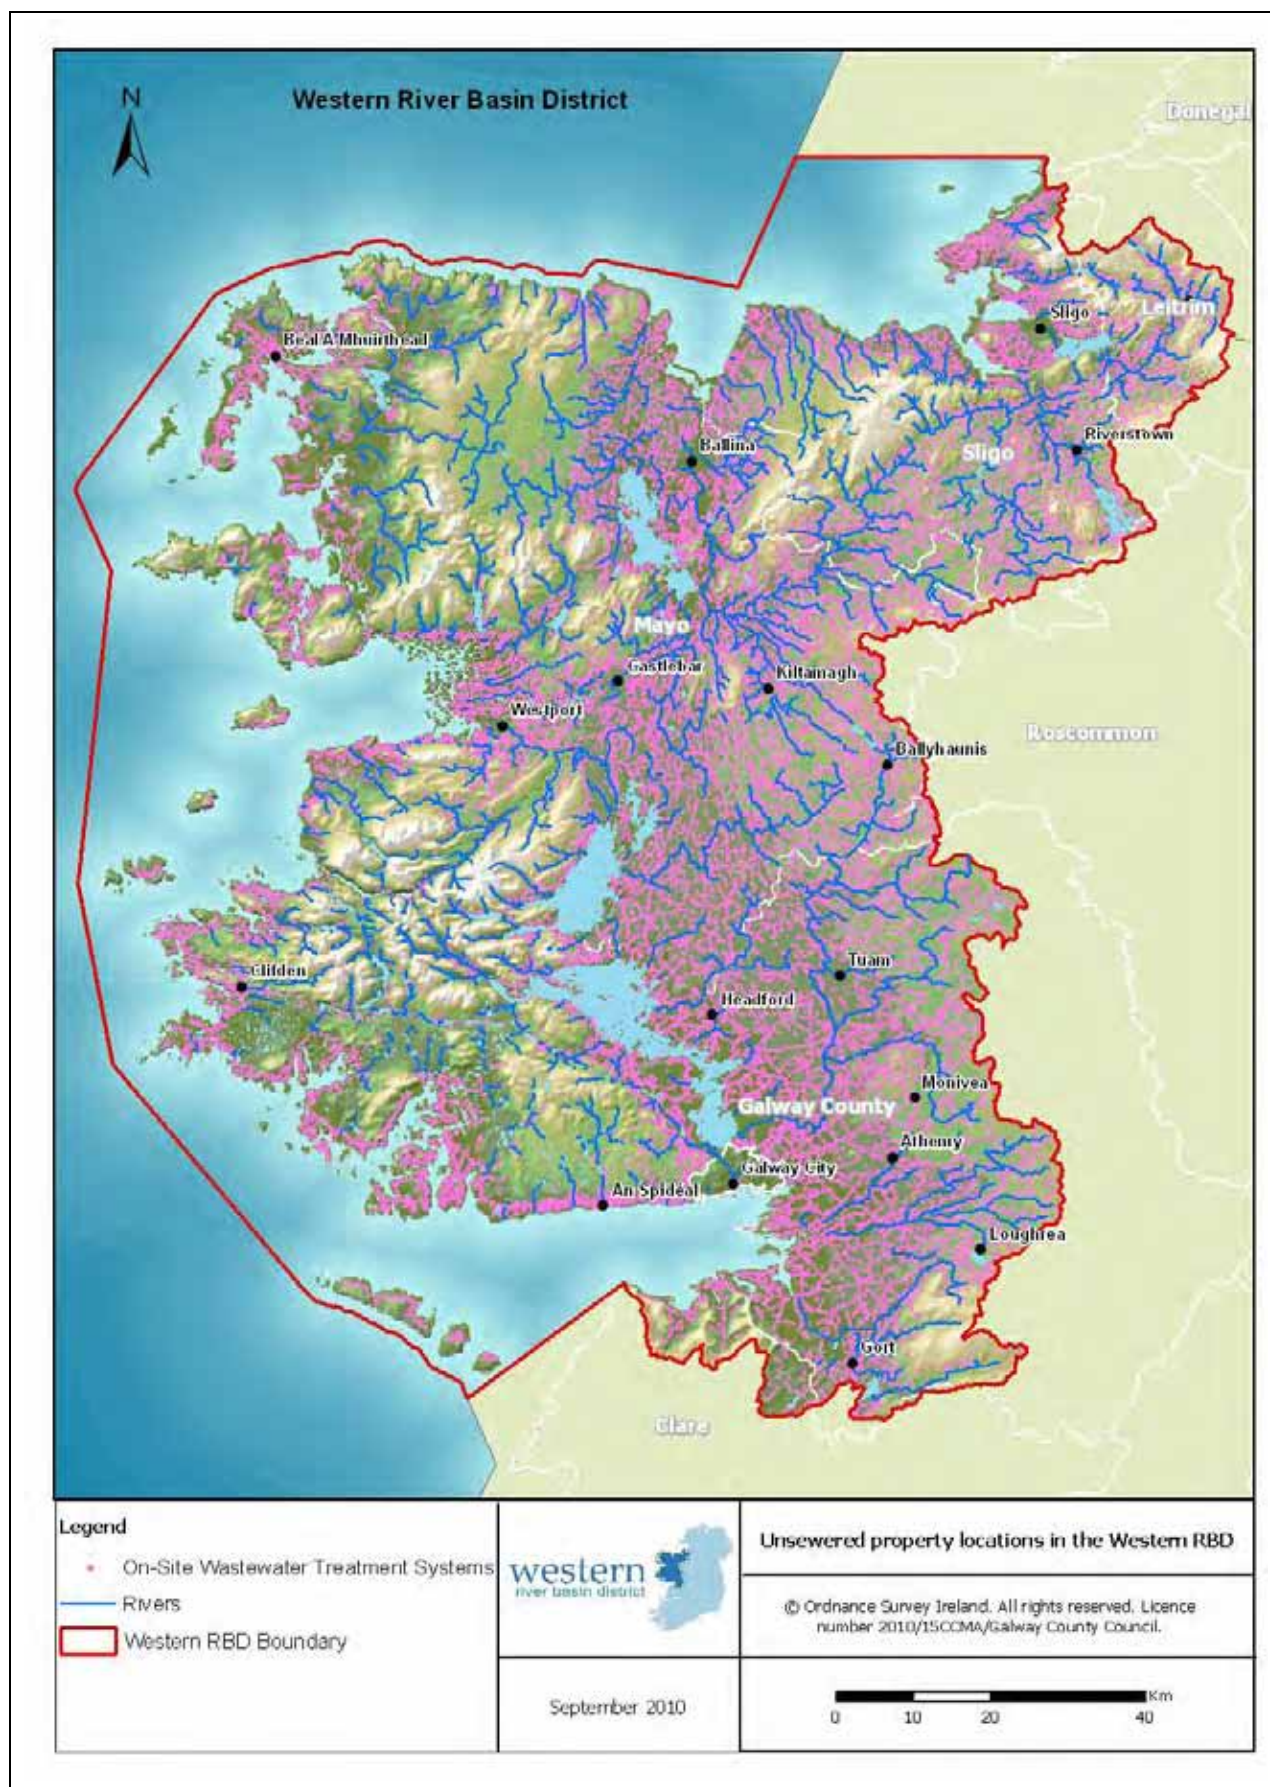 N
Western River Basin District
Donegal
Leitrim
Sligo
Beal A Mhuirthead
Riverstown
Ballina
Sligo
Mayo
Castlebar
Kiltamagh
Westport
Roscommon
Ballyhaunis
Tuam
Clifden
Headford
Monivea
Galway County
Athenry
Galway City
An Spidéal
Loughrea
Gort
Clare
Legend
On-Site Wastewater Treatment Systems
Rivers
Western RBD Boundary
western
river basin district
September 2010
Unsewered property locations in the Western RBD
© Ordnance Survey Ireland. All rights reserved. Licence
number 2010/15CCMA/Galway County Council.
Km
0 10 20 40